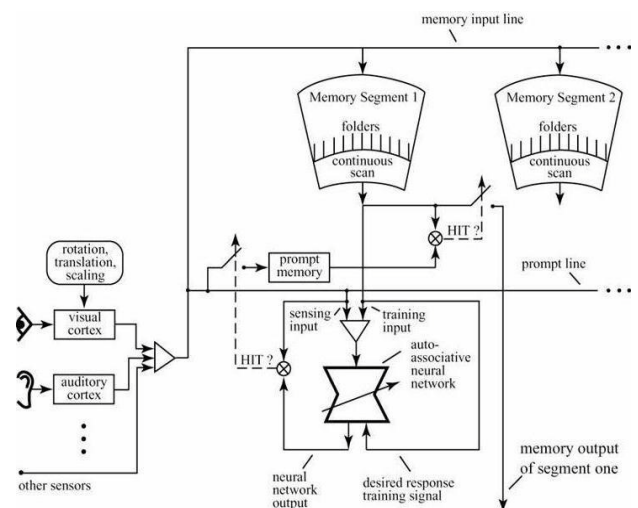 memory input line
Memory Segment 1
folders
continuous
scan
Memory Segment 2
folders
continuous
scan
HIT ?
rotation,
translation,
scaling
prompt
memory
prompt line
visual
cortex
sensing
input
training
input
HIT ?
auto-
associative
neural
network
auditory
cortex
other sensors
neural
network
output
desired response
training signal
memory output
of segment one